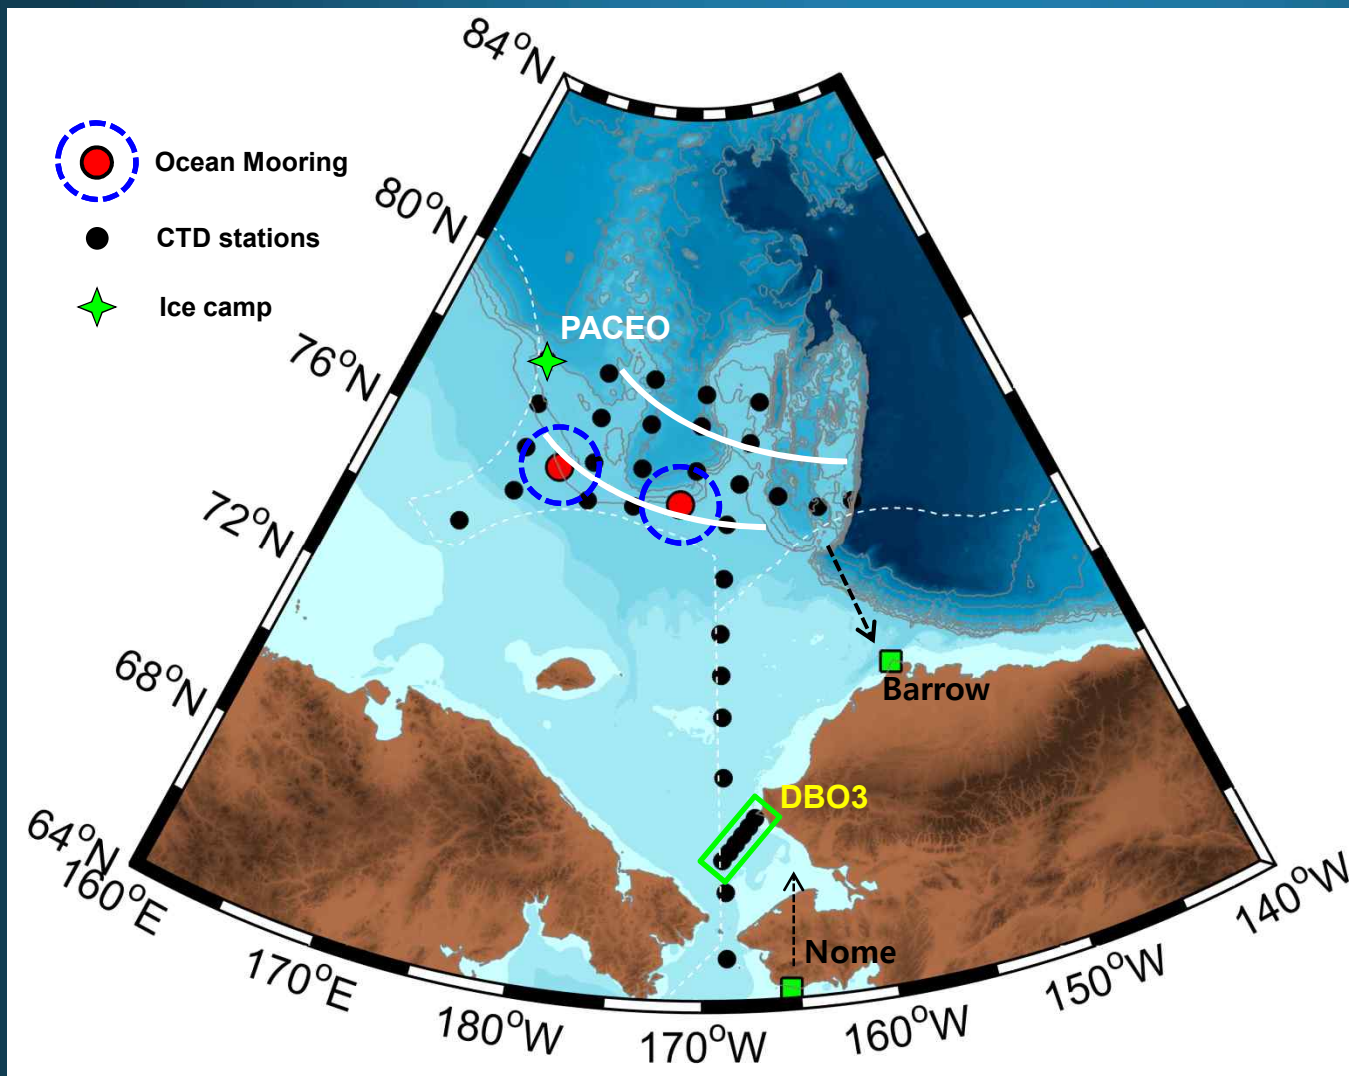 84°N
Ocean Mooring
80°N
CTD stations
Ice camp
PACEO
76°N
72°N
68°N
Barrow
DBO3
64°N
160°E
140°W
Nome
170°E
150°W
180°W
170°W
160°W